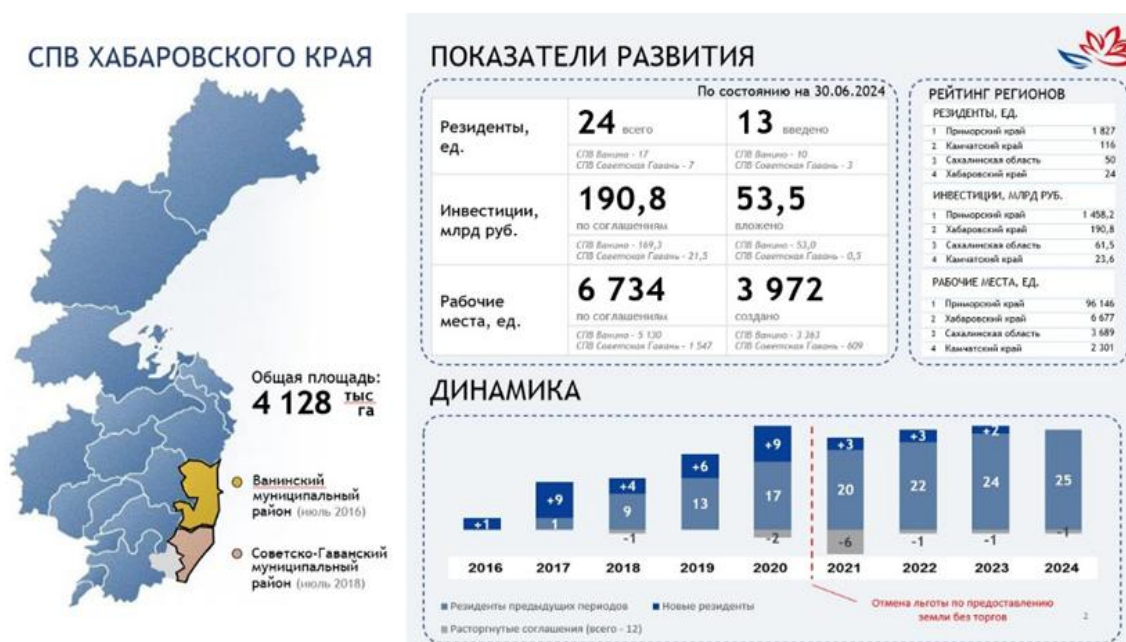 СПВ ХАБАРОВСКОГО КРАЯ
Общая площадь:
4 128 тыс га
Ванинский
муниципальный
район (июль 2016)
Советско-Гаванский
муниципальный
район (июль 2018)
ПОКАЗАТЕЛИ РАЗВИТИЯ
По состоянию на 30.06.2024
Резиденты,
ед.
24 всего
СПВ Ванино - 17
СПВ Советская Гавань - 7
13 введено
СПВ Ванино - 10
СПВ Советская Гавань - 3
Инвестиции,
млрд руб.
190,8
по соглашениям
СПВ Ванино - 169,3
СПВ Советская Гавань - 21,5
53,5
вложено
СПВ Ванино - 53,0
СПВ Советская Гавань - 0,5
Рабочие
места, ед.
6 734
по соглашениям
СПВ Ванино - 5 130
СПВ Советская Гавань - 1 547
3 972
создано
СПВ Ванино - 3 363
СПВ Советская Гавань - 609
РЕЙТИНГ РЕГИОНОВ
РЕЗИДЕНТЫ, ЕД.
1 Приморский край 1 827
2 Камчатский край 116
3 Сахалинская область 50
4 Хабаровский край 24
ИНВЕСТИЦИИ, МЛРД РУБ.
1 Приморский край 1 458,2
2 Хабаровский край 190,8
3 Сахалинская область 61,5
4 Камчатский край 23,6
РАБОЧИЕ МЕСТА, ЕД.
1 Приморский край 96 146
2 Хабаровский край 6 677
3 Сахалинская область 3 689
4 Камчатский край 2 301
ДИНАМИКА
+1 +9 +4 +6 +9 +3 +3 +2
1 9 13 17 20 22 24 25
-1 -2 -6 -1 -1 -1
2016 2017 2018 2019 2020 2021 2022 2023 2024
Резиденты предыдущих периодов Новые резиденты
Расторгнутые соглашения (всего - 12)
Отмена льготы по предоставлению
земли без торгов
2